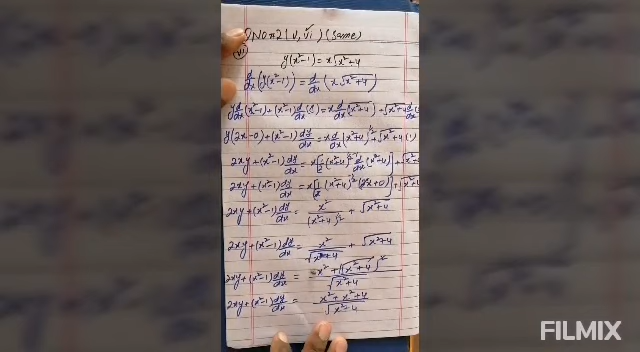 QNO#2(v,vi) (same)
(vi)
y(x²-1) = x√x²+4
d/dx (y(x²-1)) = d/dx (x√x²+4)
y d/dx (x²-1) + (x²-1) d/dx (y) = x d/dx (√x²+4) + √x²+4 d/dx
y(2x-0) + (x²-1) dy/dx = x d/dx (x²+4)^½ + √x²+4 (1)
2xy + (x²-1) dy/dx = x[½ (x²+4)^½-1 d/dx (x²+4)] + √x²+4
2xy + (x²-1) dy/dx = x[½ (x²+4)^-½ (2x+0)] + √x²+4
2xy + (x²-1) dy/dx = x² / (x²+4)^½ + √x²+4
2xy + (x²-1) dy/dx = x² / √x²+4 + √x²+4
2xy + (x²-1) dy/dx = x² + (√x²+4)² / √x²+4
2xy + (x²-1) dy/dx = x² + x² + 4 / √x²+4
FILMIX